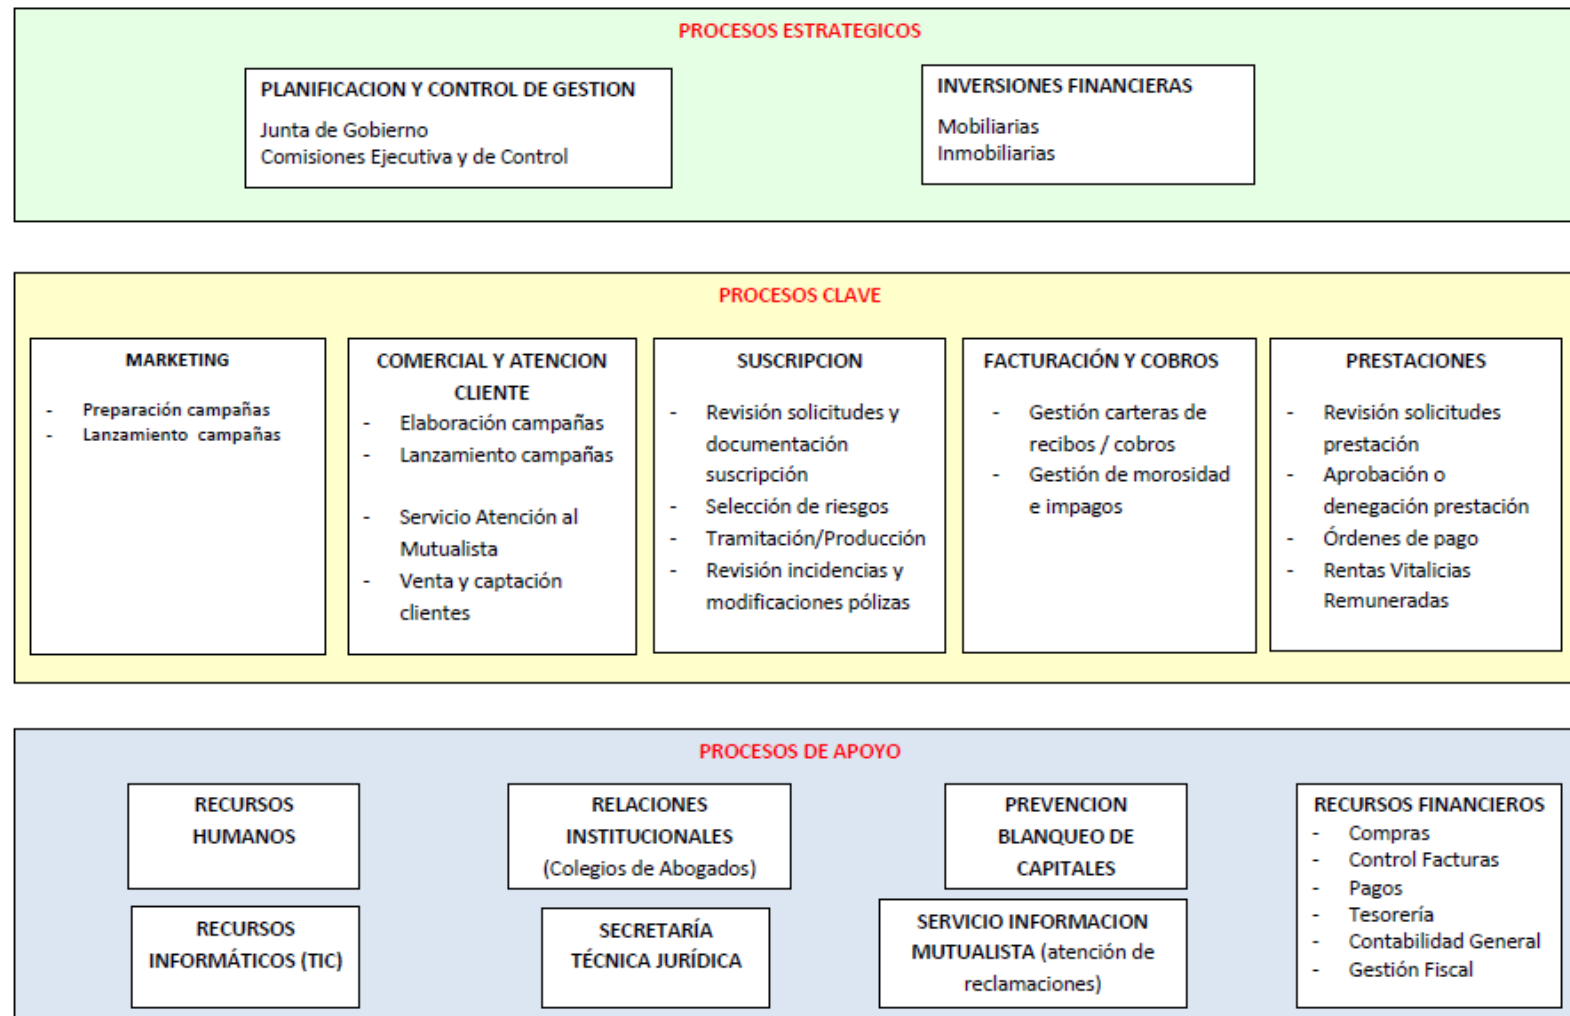 PROCESOS ESTRATEGICOS
PLANIFICACION Y CONTROL DE GESTION
Junta de Gobierno
Comisiones Ejecutiva y de Control
INVERSIONES FINANCIERAS
Mobiliarias
Inmobiliarias
PROCESOS CLAVE
MARKETING
- Preparación campañas
- Lanzamiento campañas
COMERCIAL Y ATENCION
CLIENTE
- Elaboración campañas
- Lanzamiento campañas
- Servicio Atención al
Mutualista
- Venta y captación
clientes
SUSCRIPCION
- Revisión solicitudes y
documentación
suscripción
- Selección de riesgos
- Tramitación/Producción
- Revisión incidencias y
modificaciones pólizas
FACTURACIÓN Y COBROS
- Gestión carteras de
recibos / cobros
- Gestión de morosidad
e impagos
PRESTACIONES
- Revisión solicitudes
prestación
- Aprobación o
denegación prestación
- Órdenes de pago
- Rentas Vitalicias
Remuneradas
PROCESOS DE APOYO
RECURSOS
HUMANOS
RELACIONES
INSTITUCIONALES
(Colegios de Abogados)
PREVENCION
BLANQUEO DE
CAPITALES
RECURSOS FINANCIEROS
- Compras
- Control Facturas
- Pagos
- Tesorería
- Contabilidad General
- Gestión Fiscal
RECURSOS
INFORMÁTICOS (TIC)
SECRETARÍA
TÉCNICA JURÍDICA
SERVICIO INFORMACION
MUTUALISTA (atención de
reclamaciones)